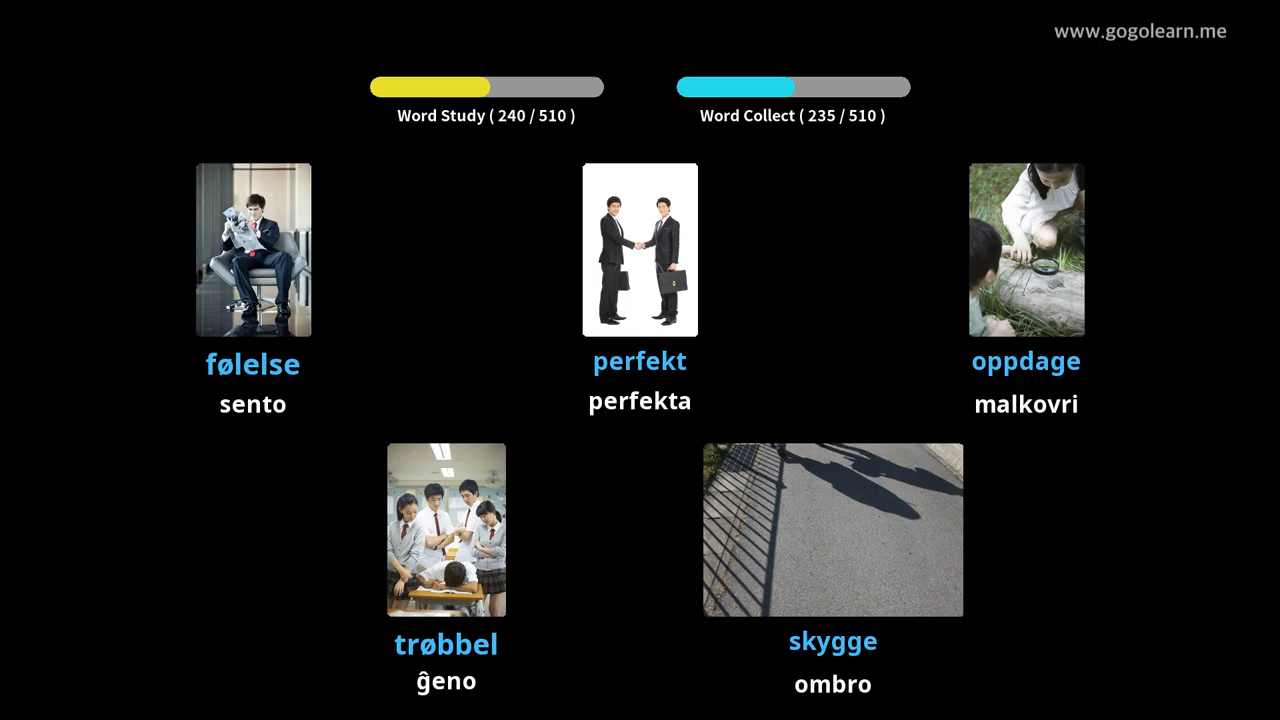 www.gogolearn.me
Word Study ( 240 / 510 )
Word Collect ( 235 / 510 )
følelse
sento
perfekt
perfekta
oppdage
malkovri
trøbbel
ĝeno
skygge
ombro